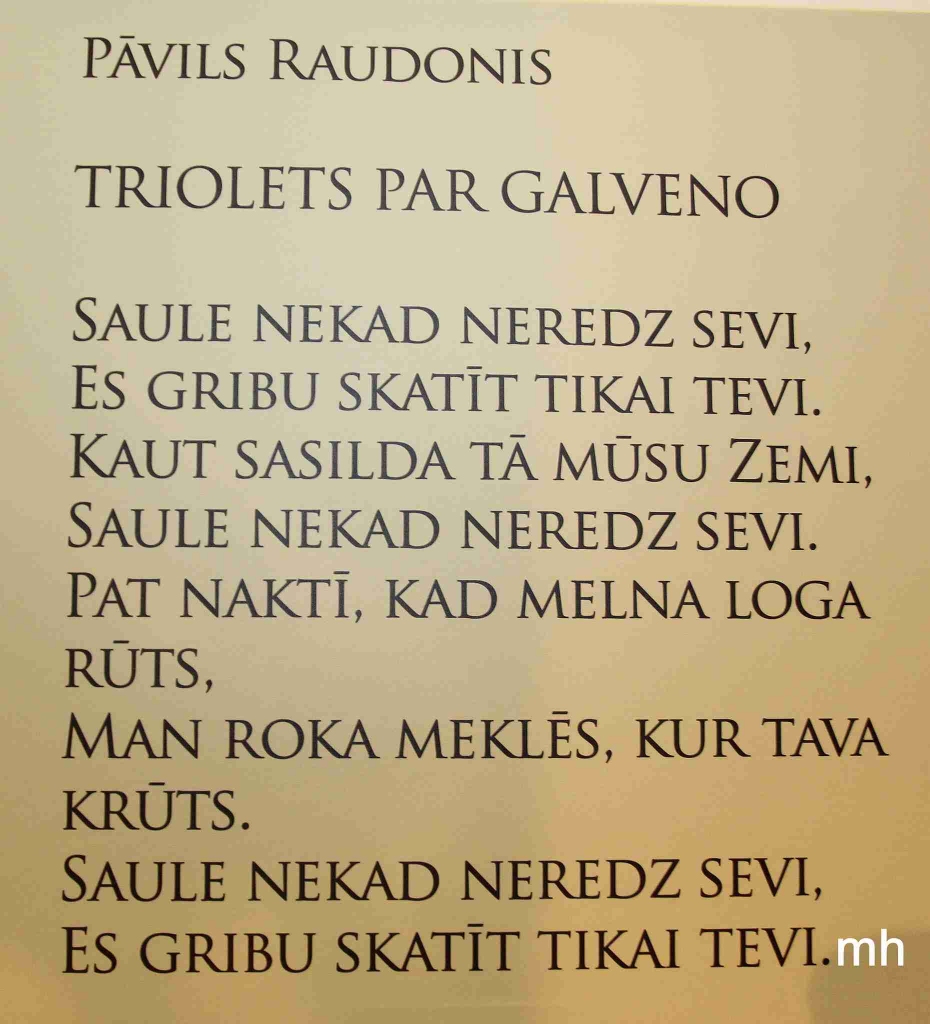 PĀVILS RAUDONIS
TRIOLETS PAR GALVENO
SAULE NEKAD NEREDZ SEVI,
ES GRIBU SKATĪT TIKAI TEVI.
KAUT SASILDA TĀ MŪSU ZEMI,
SAULE NEKAD NEREDZ SEVI.
PAT NAKTĪ, KAD MELNA LOGA
RŪTS,
MAN ROKA MEKLĒS, KUR TAVA
KRŪTS.
SAULE NEKAD NEREDZ SEVI,
ES GRIBU SKATĪT TIKAI TEVI.
mh